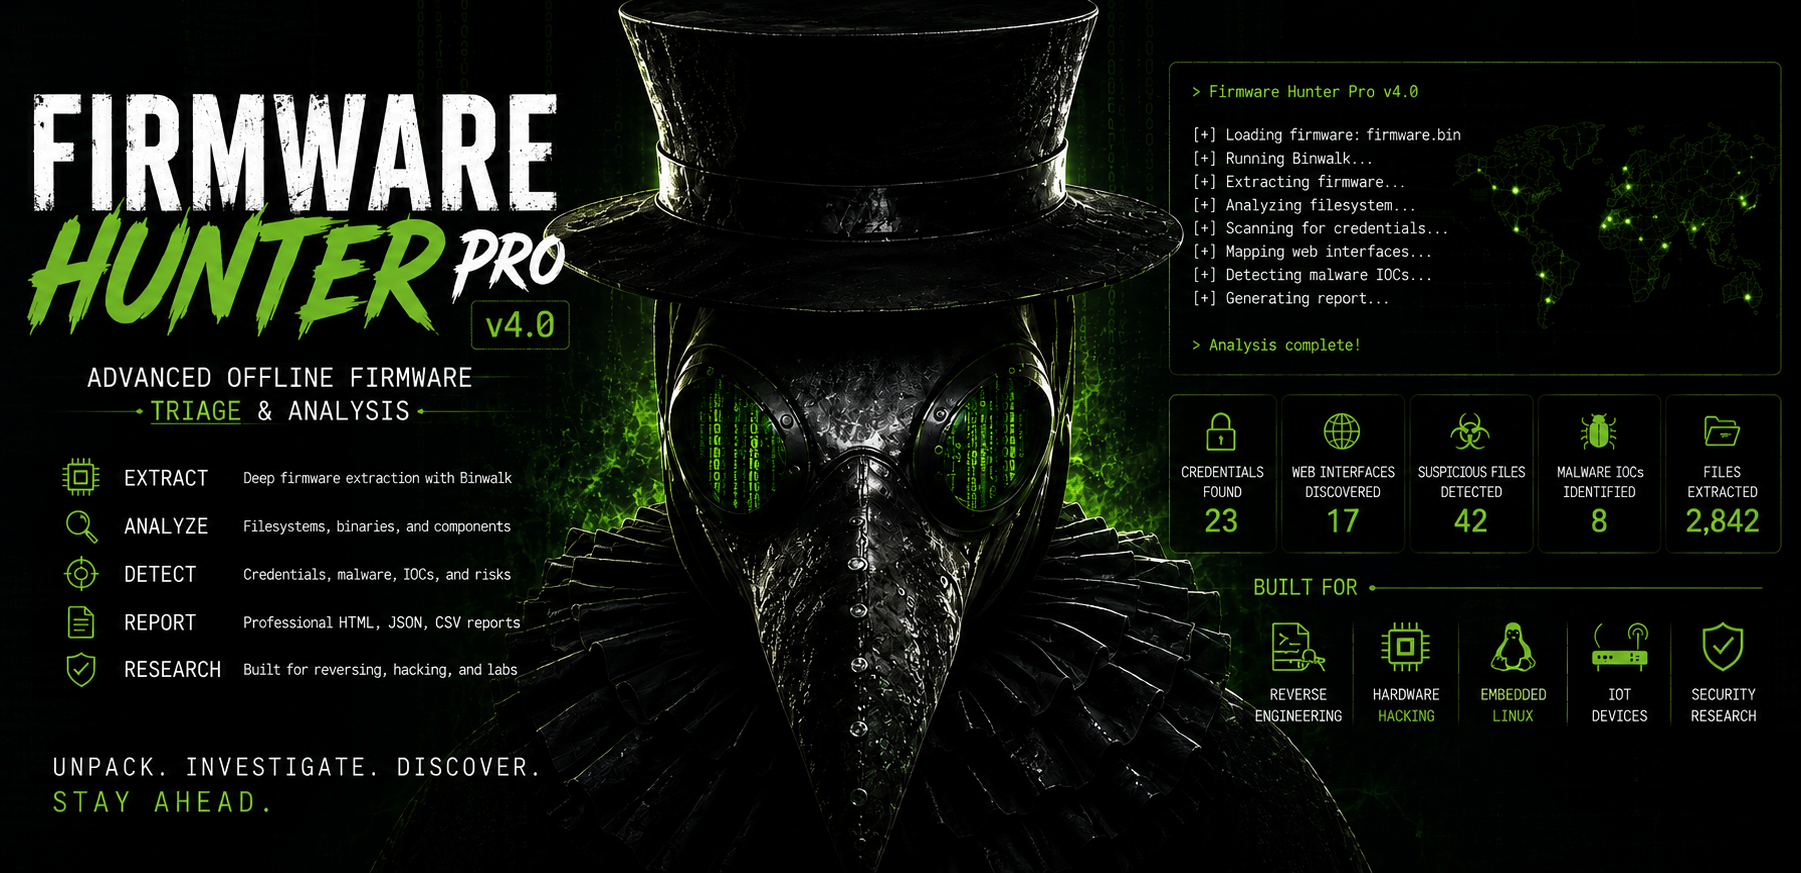 FIRMWARE
HUNTER PRO
v4.0
ADVANCED OFFLINE FIRMWARE
TRIAGE & ANALYSIS
EXTRACT Deep firmware extraction with Binwalk
ANALYZE Filesystems, binaries, and components
DETECT Credentials, malware, IOCs, and risks
REPORT Professional HTML, JSON, CSV reports
RESEARCH Built for reversing, hacking, and labs
UNPACK. INVESTIGATE. DISCOVER.
STAY AHEAD.
> Firmware Hunter Pro v4.0
[+] Loading firmware: firmware.bin
[+] Running Binwalk...
[+] Extracting firmware...
[+] Analyzing filesystem...
[+] Scanning for credentials...
[+] Mapping web interfaces...
[+] Detecting malware IOCs...
[+] Generating report...
> Analysis complete!
CREDENTIALS
FOUND
23
WEB INTERFACES
DISCOVERED
17
SUSPICIOUS FILES
DETECTED
42
MALWARE IOCs
IDENTIFIED
8
FILES
EXTRACTED
2,842
BUILT FOR
REVERSE
ENGINEERING
HARDWARE
HACKING
EMBEDDED
LINUX
IOT
DEVICES
SECURITY
RESEARCH